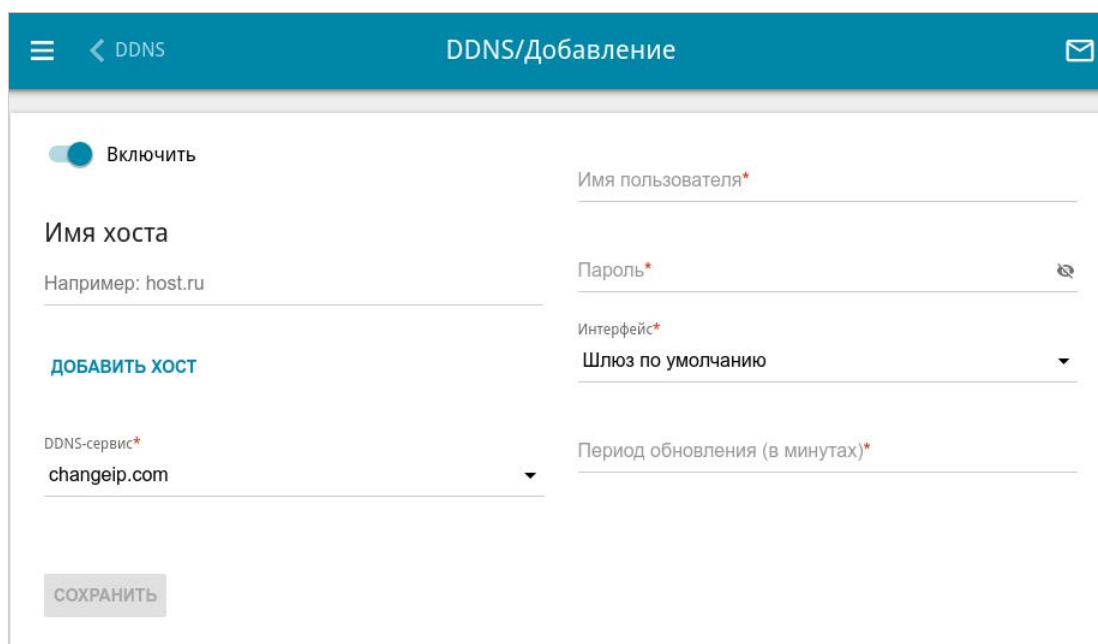 DDNS
DDNS/Добавление
Включить
Имя хоста
Например: host.ru
ДОБАВИТЬ ХОСТ
DDNS-сервис*
changeip.com
СОХРАНИТЬ
Имя пользователя*
Пароль*
Интерфейс*
Шлюз по умолчанию
Период обновления (в минутах)*